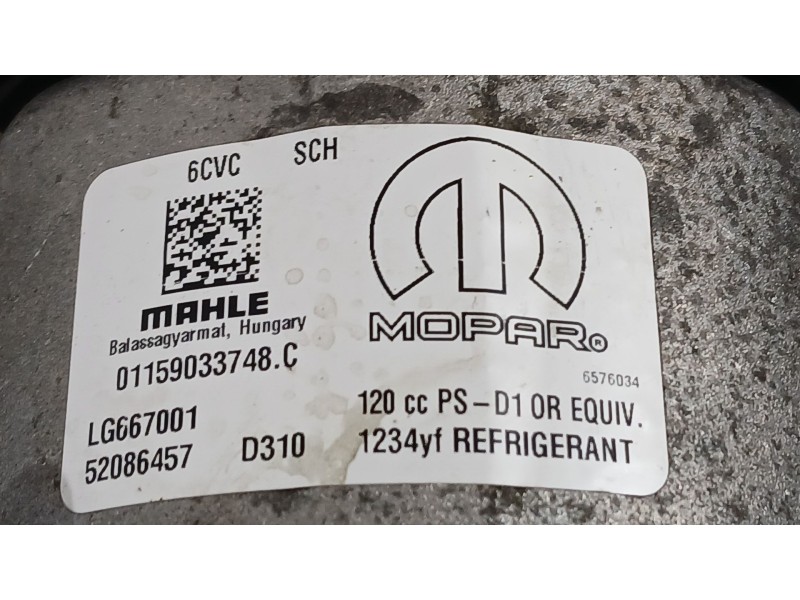 6CVC SCH
MAHLE
Balassagyarmat, Hungary
01159033748.C
LG667001
52086457 D310
MOPAR®
6576034
120 cc PS-D1 OR EQUIV.
1234yf REFRIGERANT